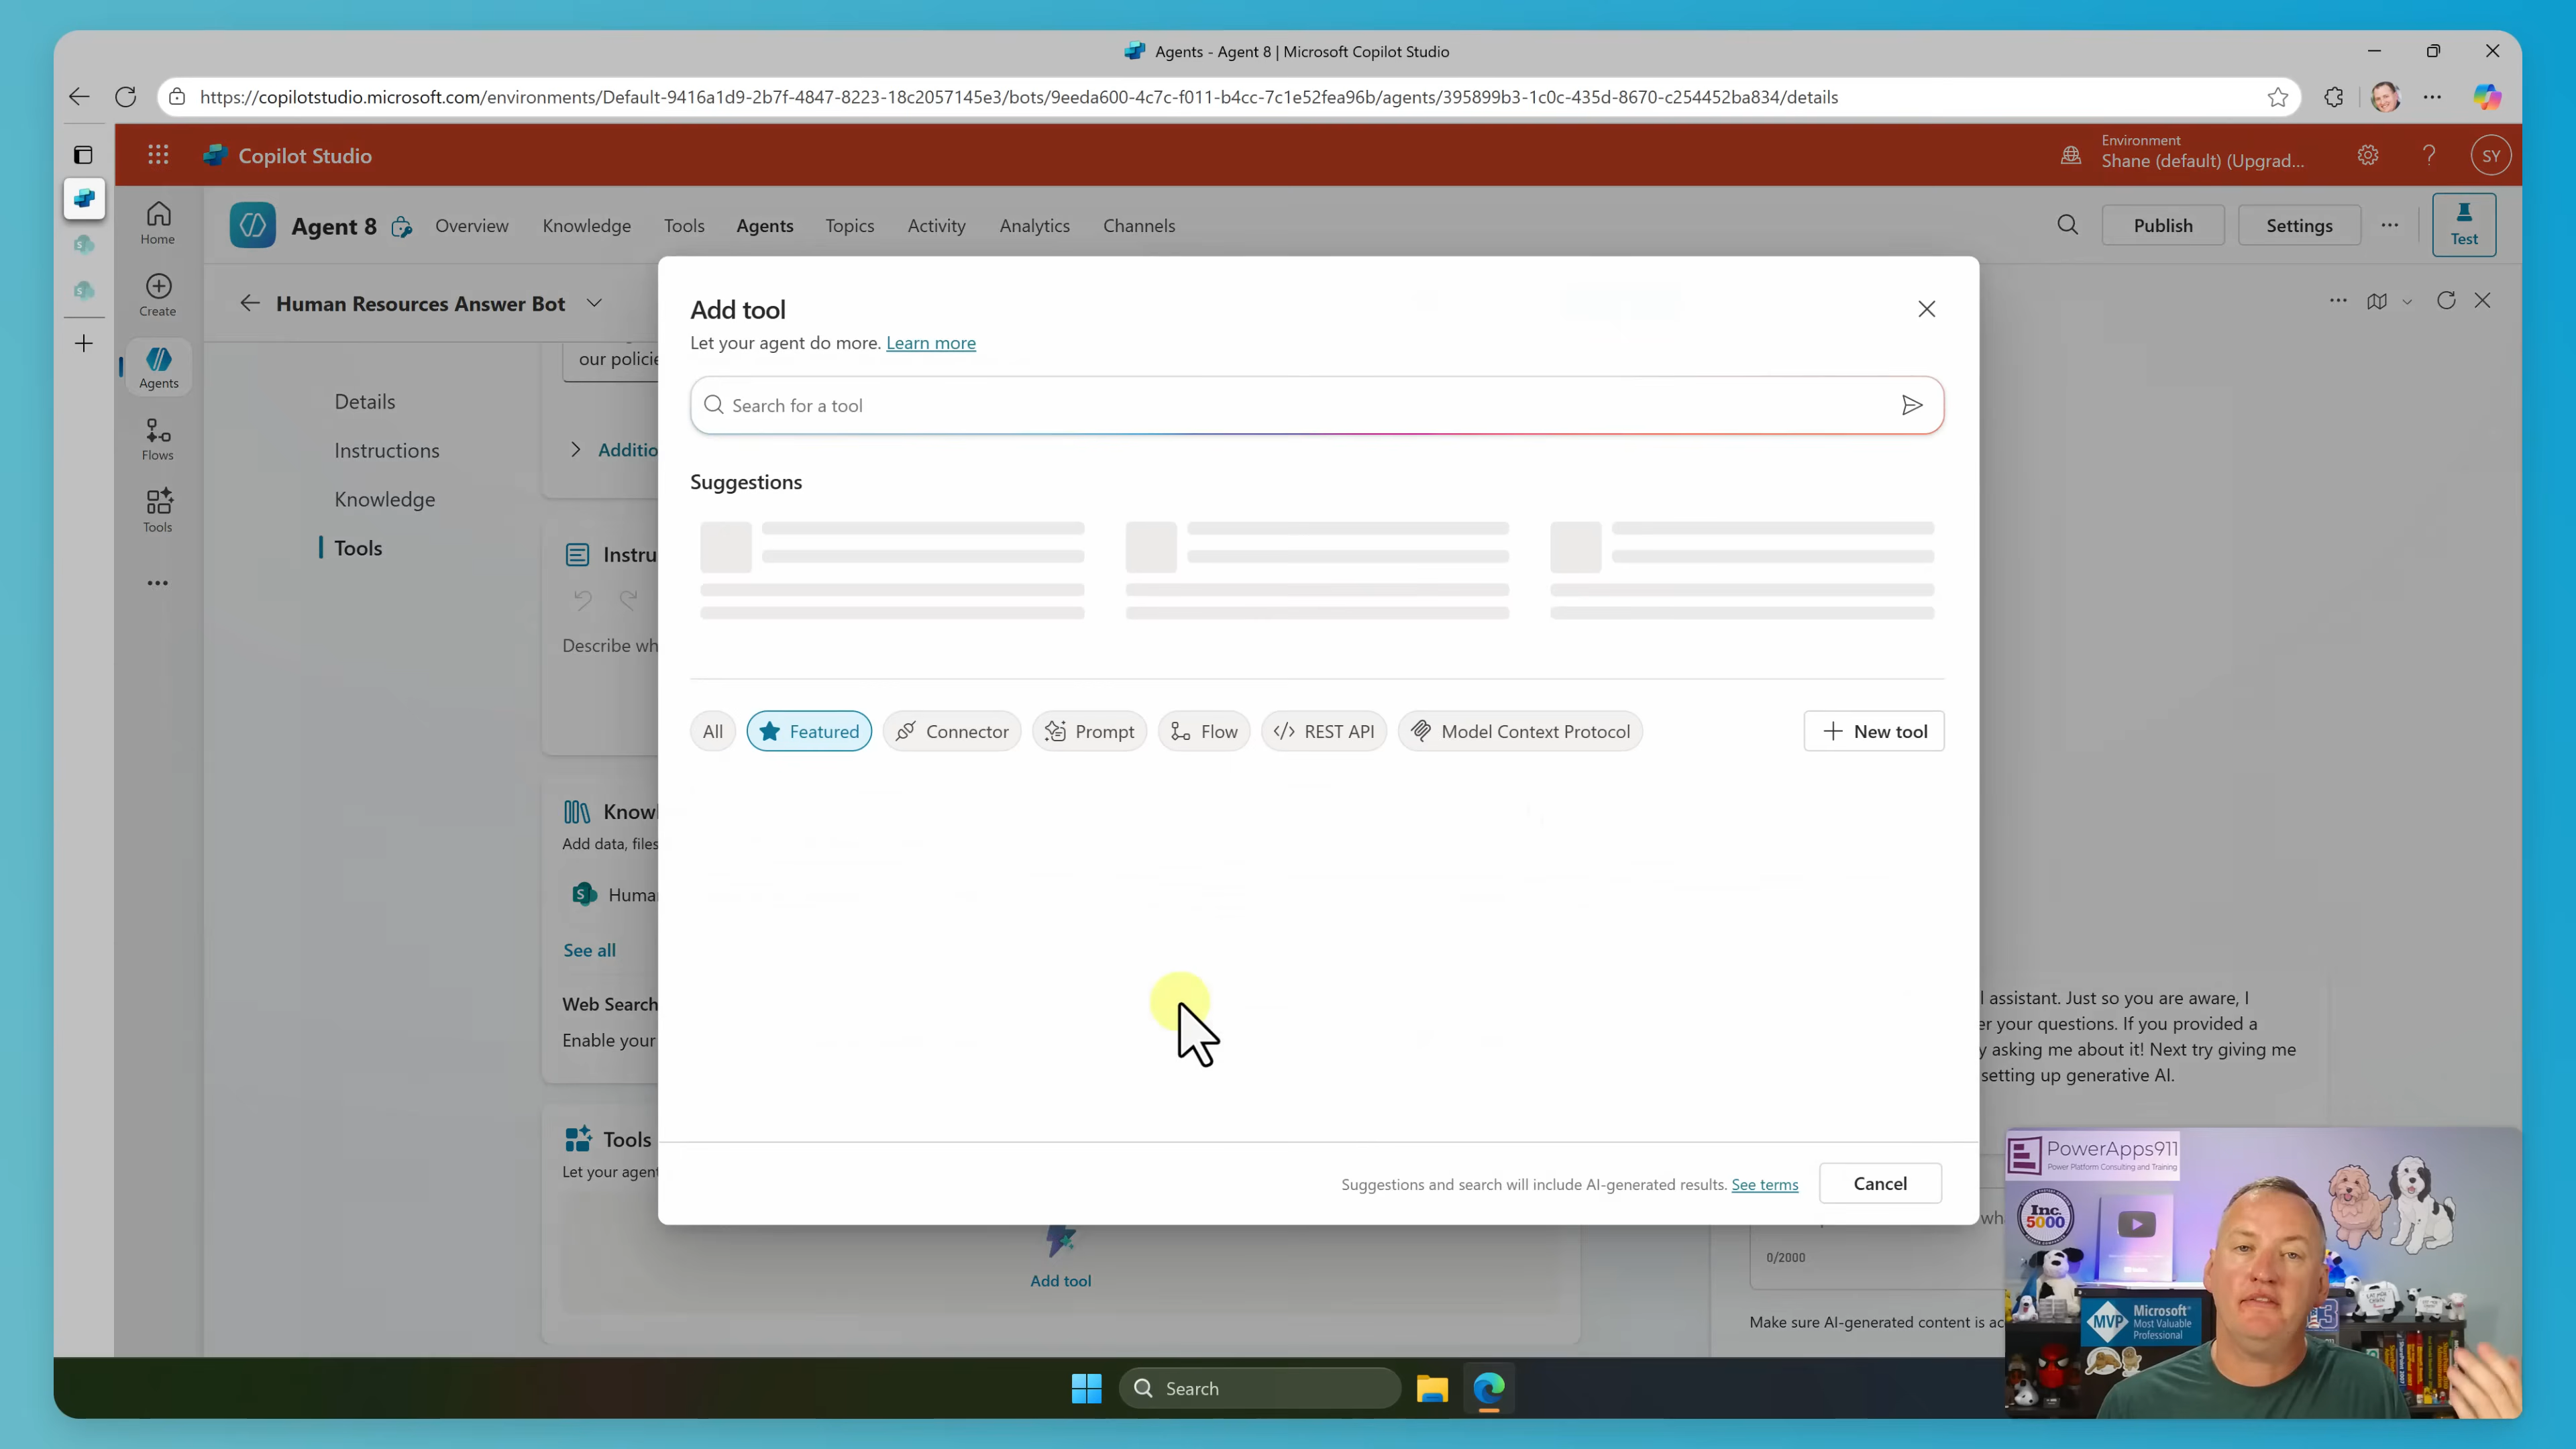 Agents - Agent 8 | Microsoft Copilot Studio
https://copilotstudio.microsoft.com/environments/Default-9416a1d9-2b7f-4847-8223-18c2057145e3/bots/9eeda600-4c7c-f011-b4cc-7c1e52fea96b/agents/395899b3-1c0c-435d-8670-c254452ba834/details
Copilot Studio
Environment
Shane (default) (Upgrad...
SY
Home
Create
Agents
Flows
Tools
Agent 8
Overview
Knowledge
Tools
Agents
Topics
Activity
Analytics
Channels
Publish
Settings
Test
Human Resources Answer Bot
Details
Instructions
Knowledge
Tools
our policie
Additio
Instru
Describe wh
Knowl
Add data, files
Huma
See all
Web Search
Enable your
Tools
Let your agent
Add tool
Add tool
Let your agent do more. Learn more
Search for a tool
Suggestions
All
Featured
Connector
Prompt
Flow
REST API
Model Context Protocol
New tool
Suggestions and search will include AI-generated results. See terms
Cancel
l assistant. Just so you are aware, I
er your questions. If you provided a
y asking me about it! Next try giving me
setting up generative AI.
wh
0/2000
Make sure AI-generated content is ac
PowerApps911
Power Platform Consulting and Training
Inc.
5000
MVP
Microsoft®
Most Valuable
Professional
Search